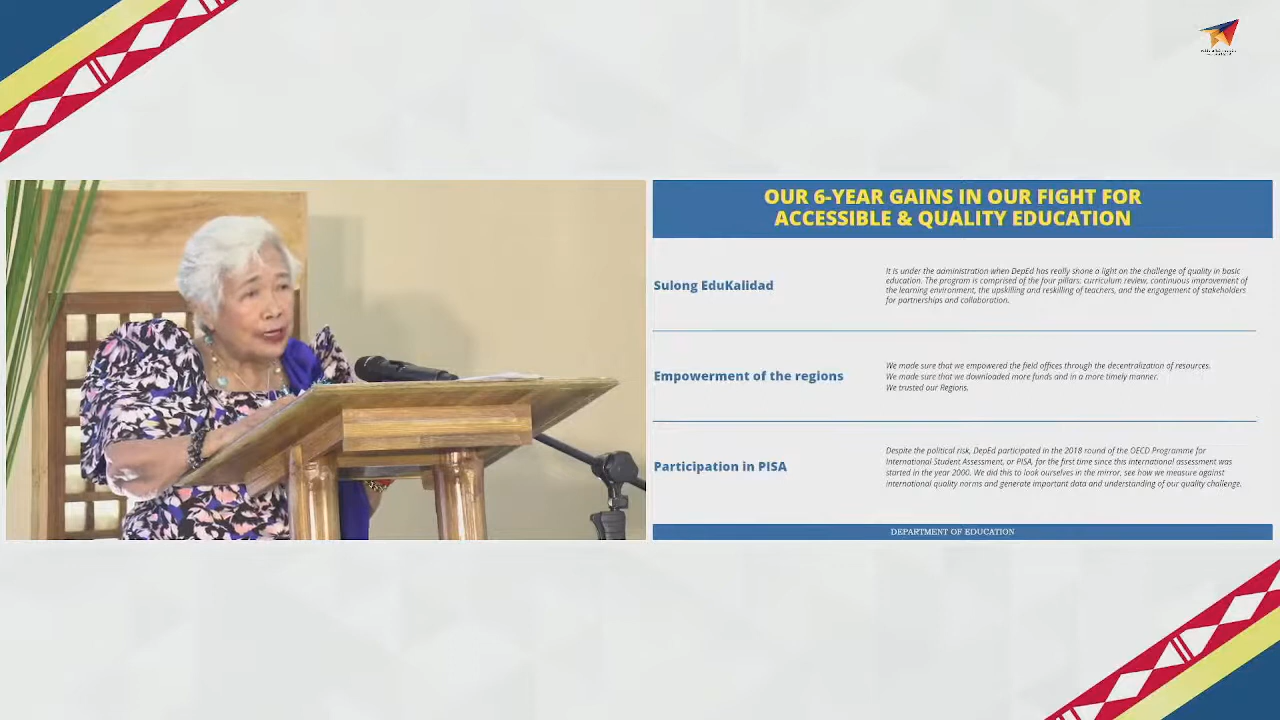 OUR 6-YEAR GAINS IN OUR FIGHT FOR
ACCESSIBLE & QUALITY EDUCATION
Sulong EduKalidad
It is under the administration when DepEd has really shone a light on the challenge of quality in basic
education. The program is comprised of the four pillars: curriculum review, continuous improvement of
the learning environment, the upskilling and reskilling of teachers, and the engagement of stakeholders
for partnerships and collaboration.
Empowerment of the regions
We made sure that we empowered the field offices through the decentralization of resources.
We made sure that we downloaded more funds and in a more timely manner.
We trusted our Regions.
Participation in PISA
Despite the political risk, DepEd participated in the 2018 round of the OECD Programme for
International Student Assessment, or PISA, for the first time since this international assessment was
started in the year 2000. We did this to look ourselves in the mirror, see how we measure against
international quality norms and generate important data and understanding of our quality challenge.
DEPARTMENT OF EDUCATION